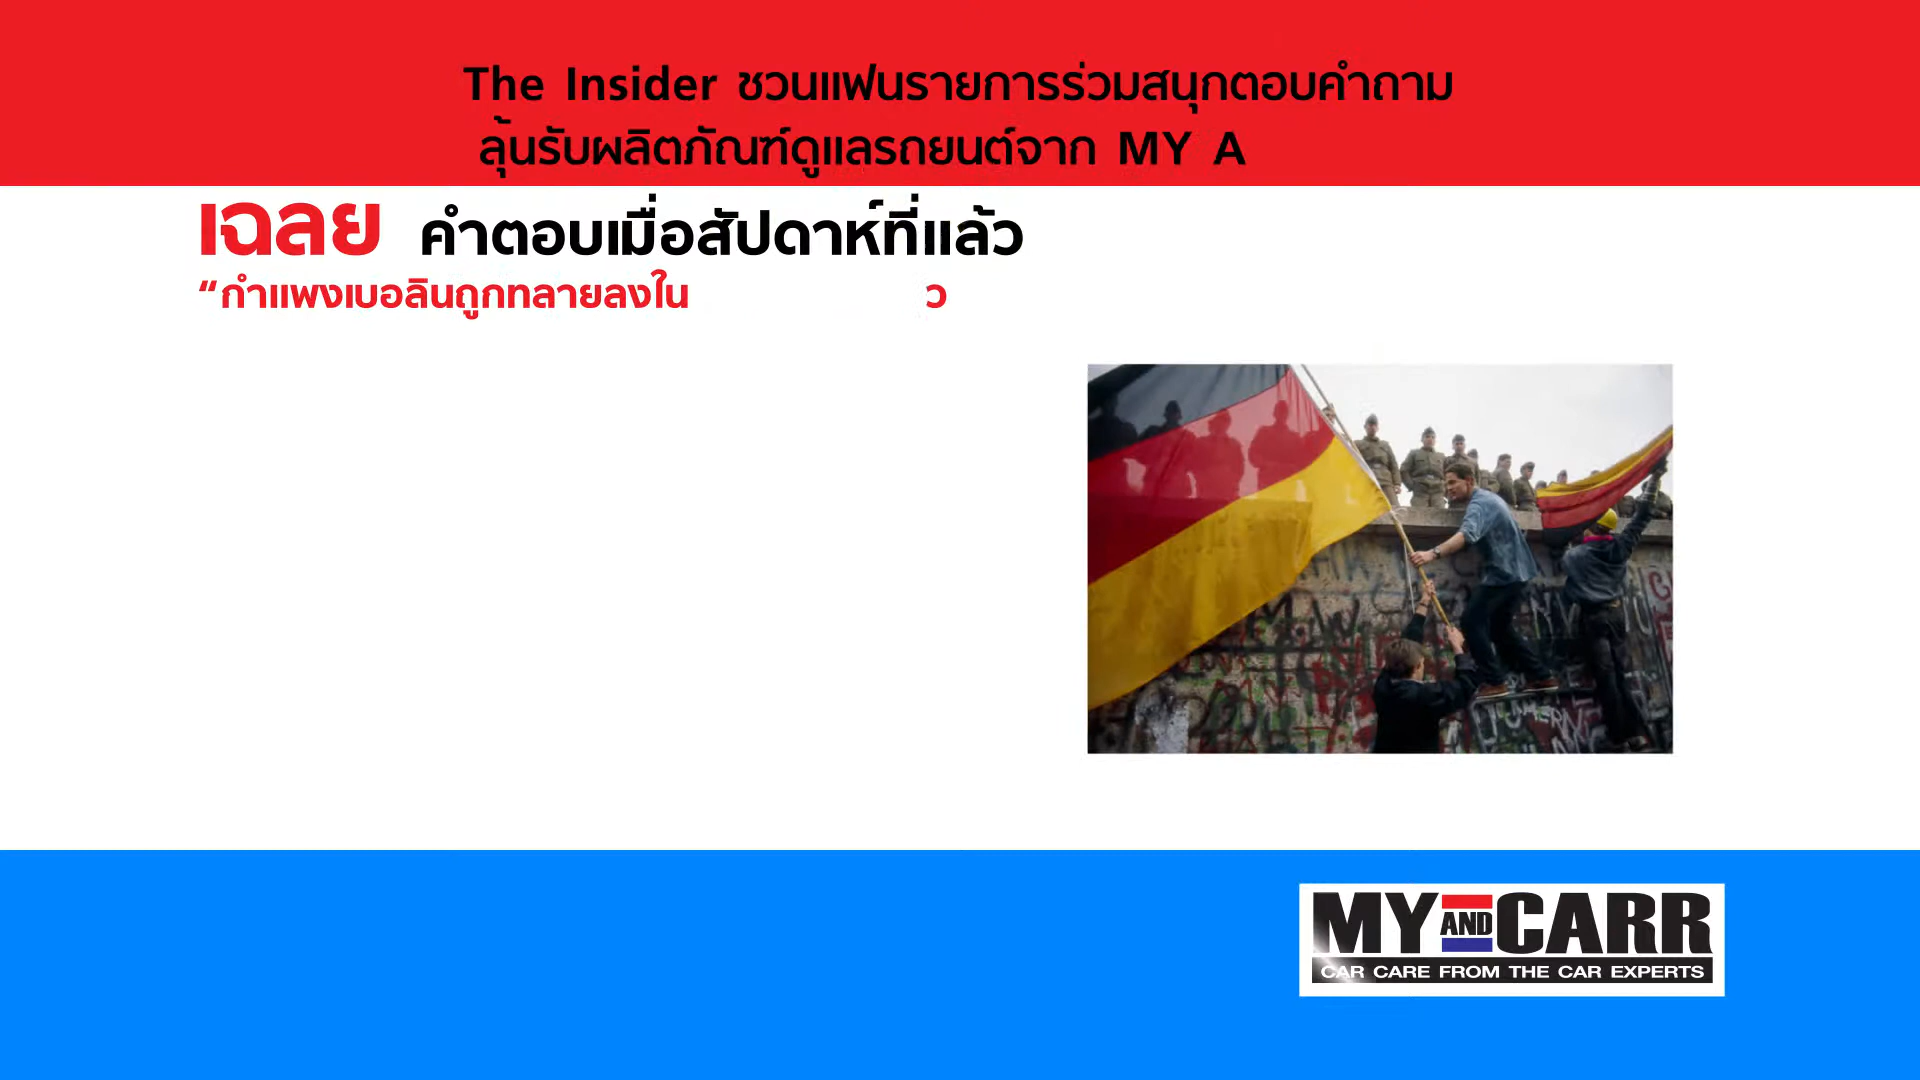 The Insider ชวนแฟนรายการร่วมสนุกตอบคำถาม
ลุ้นรับผลิตภัณฑ์ดูแลรถยนต์จาก MY A
เฉลย คำตอบเมื่อสัปดาห์ที่แล้ว
“กำแพงเบอลินถูกทลายลงใน ว
MY AND CARR
CAR CARE FROM THE CAR EXPERTS